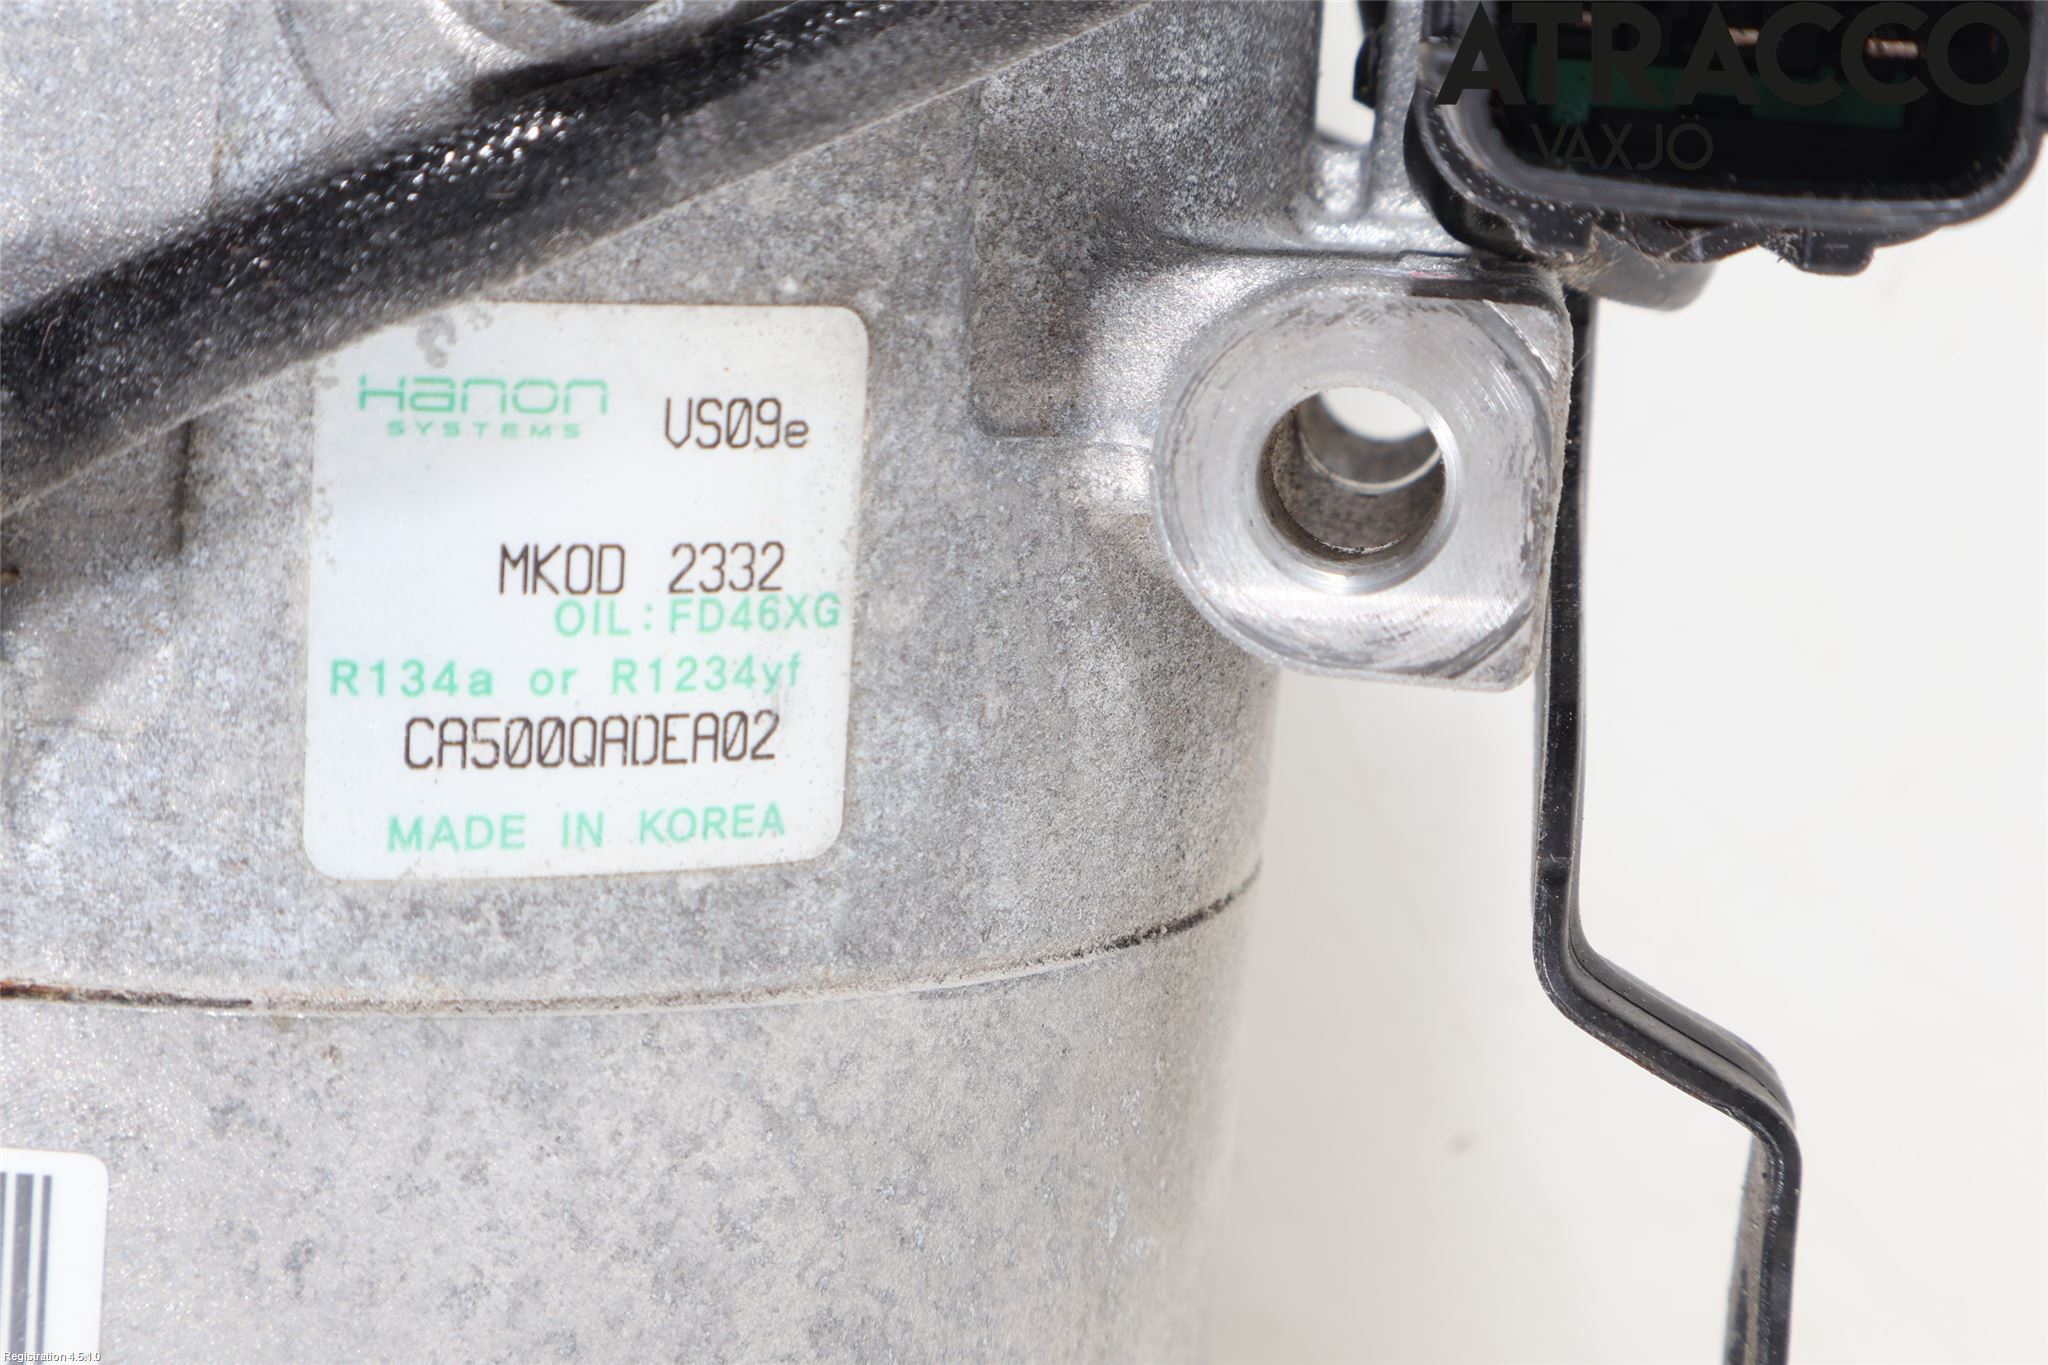 ATRACCO
VAXJÖ
Hanon
SYSTEMS
VS09e
MKOD 2332
OIL: FD46XG
R134a or R1234yf
CA500QADEA02
MADE IN KOREA
Registration 4.5.1.0